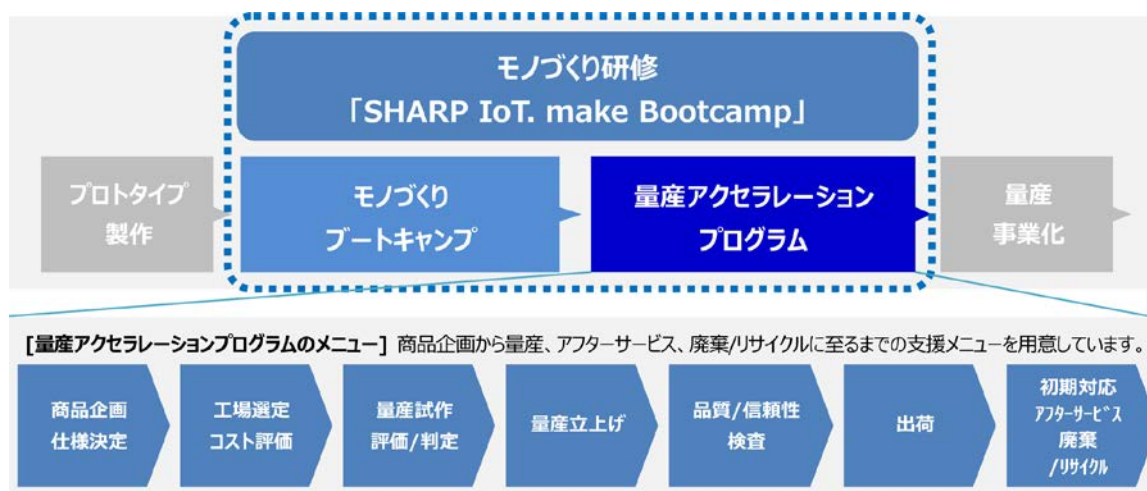 モノづくり研修
「SHARP IoT. make Bootcamp」
プロトタイプ
製作
モノづくり
ブートキャンプ
量産アクセラレーション
プログラム
量産
事業化
[量産アクセラレーションプログラムのメニュー] 商品企画から量産、アフターサービス、廃棄/リサイクルに至るまでの支援メニューを用意しています。
商品企画
仕様決定
工場選定
コスト評価
量産試作
評価/判定
量産立上げ
品質/信頼性
検査
出荷
初期対応
ｱﾌﾀｰｻｰﾋﾞｽ
廃棄
/ﾘｻｲｸﾙ